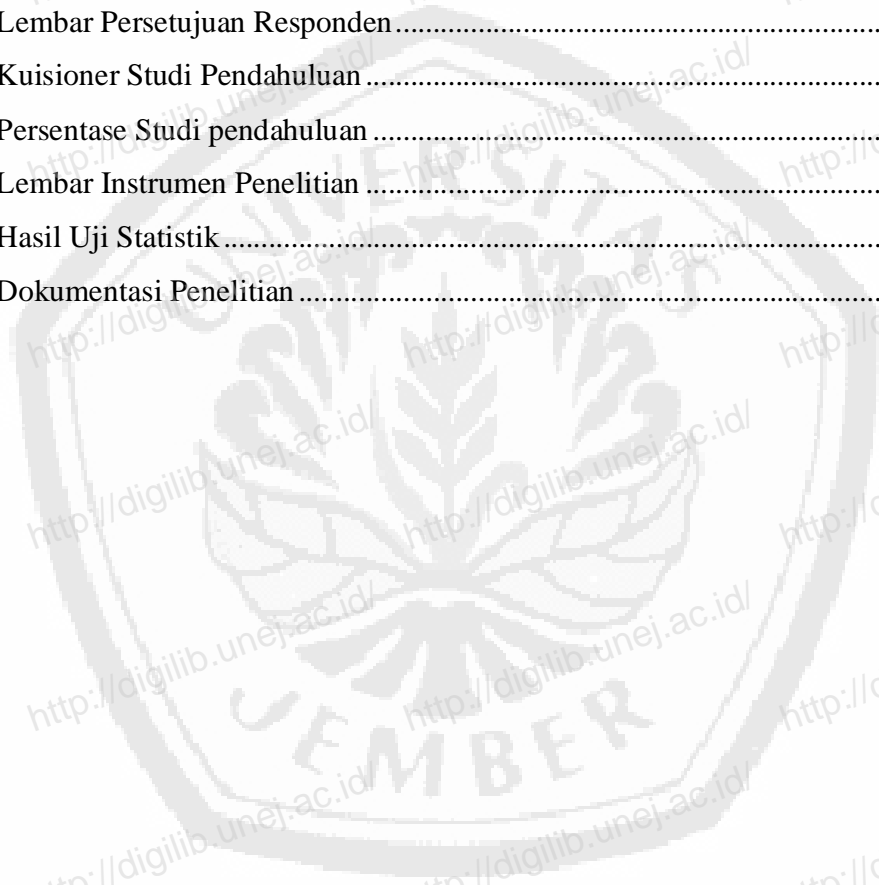 Lembar Persetujuan Responden................................................................
Kuisioner Studi Pendahuluan...................................................................
Persentase Studi pendahuluan..................................................................
Lembar Instrumen Penelitian...................................................................
Hasil Uji Statistik......................................................................................
Dokumentasi Penelitian............................................................................
UNIVERSITAS
JEMBER
http://digilib.unej.ac.id/
http://digilib.unej.ac.id/
http://digilib.unej.ac.id/
http://digilib.unej.ac.id/
http://digilib.unej.ac.id/
http://digilib.unej.ac.id/
http://digilib.unej.ac.id/
http://digilib.unej.ac.id/